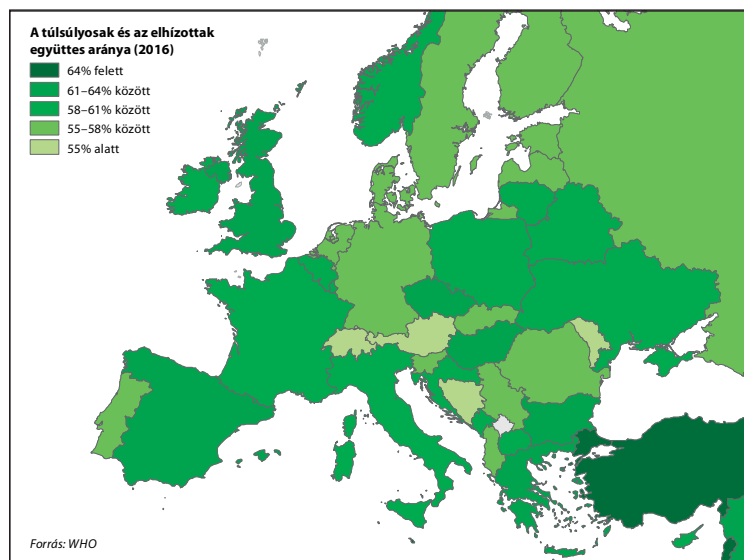 A túlsúlyosak és az elhízottak
együttes aránya (2016)
64% felett
61–64% között
58–61% között
55–58% között
55% alatt
Forrás: WHO